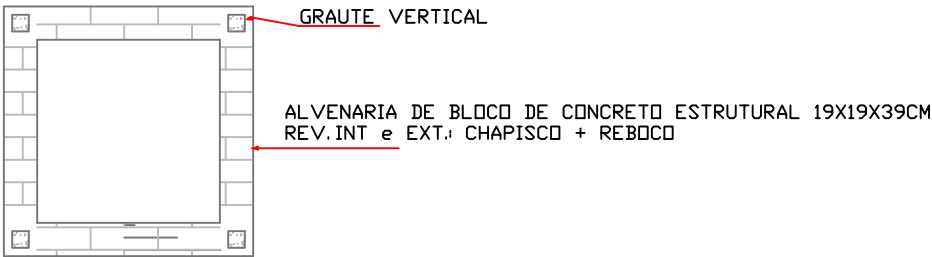 GRAUTE VERTICAL
ALVENARIA DE BLOCO DE CONCRETO ESTRUTURAL 19X19X39CM
REV.INT e EXT.: CHAPISCO + REBOCO